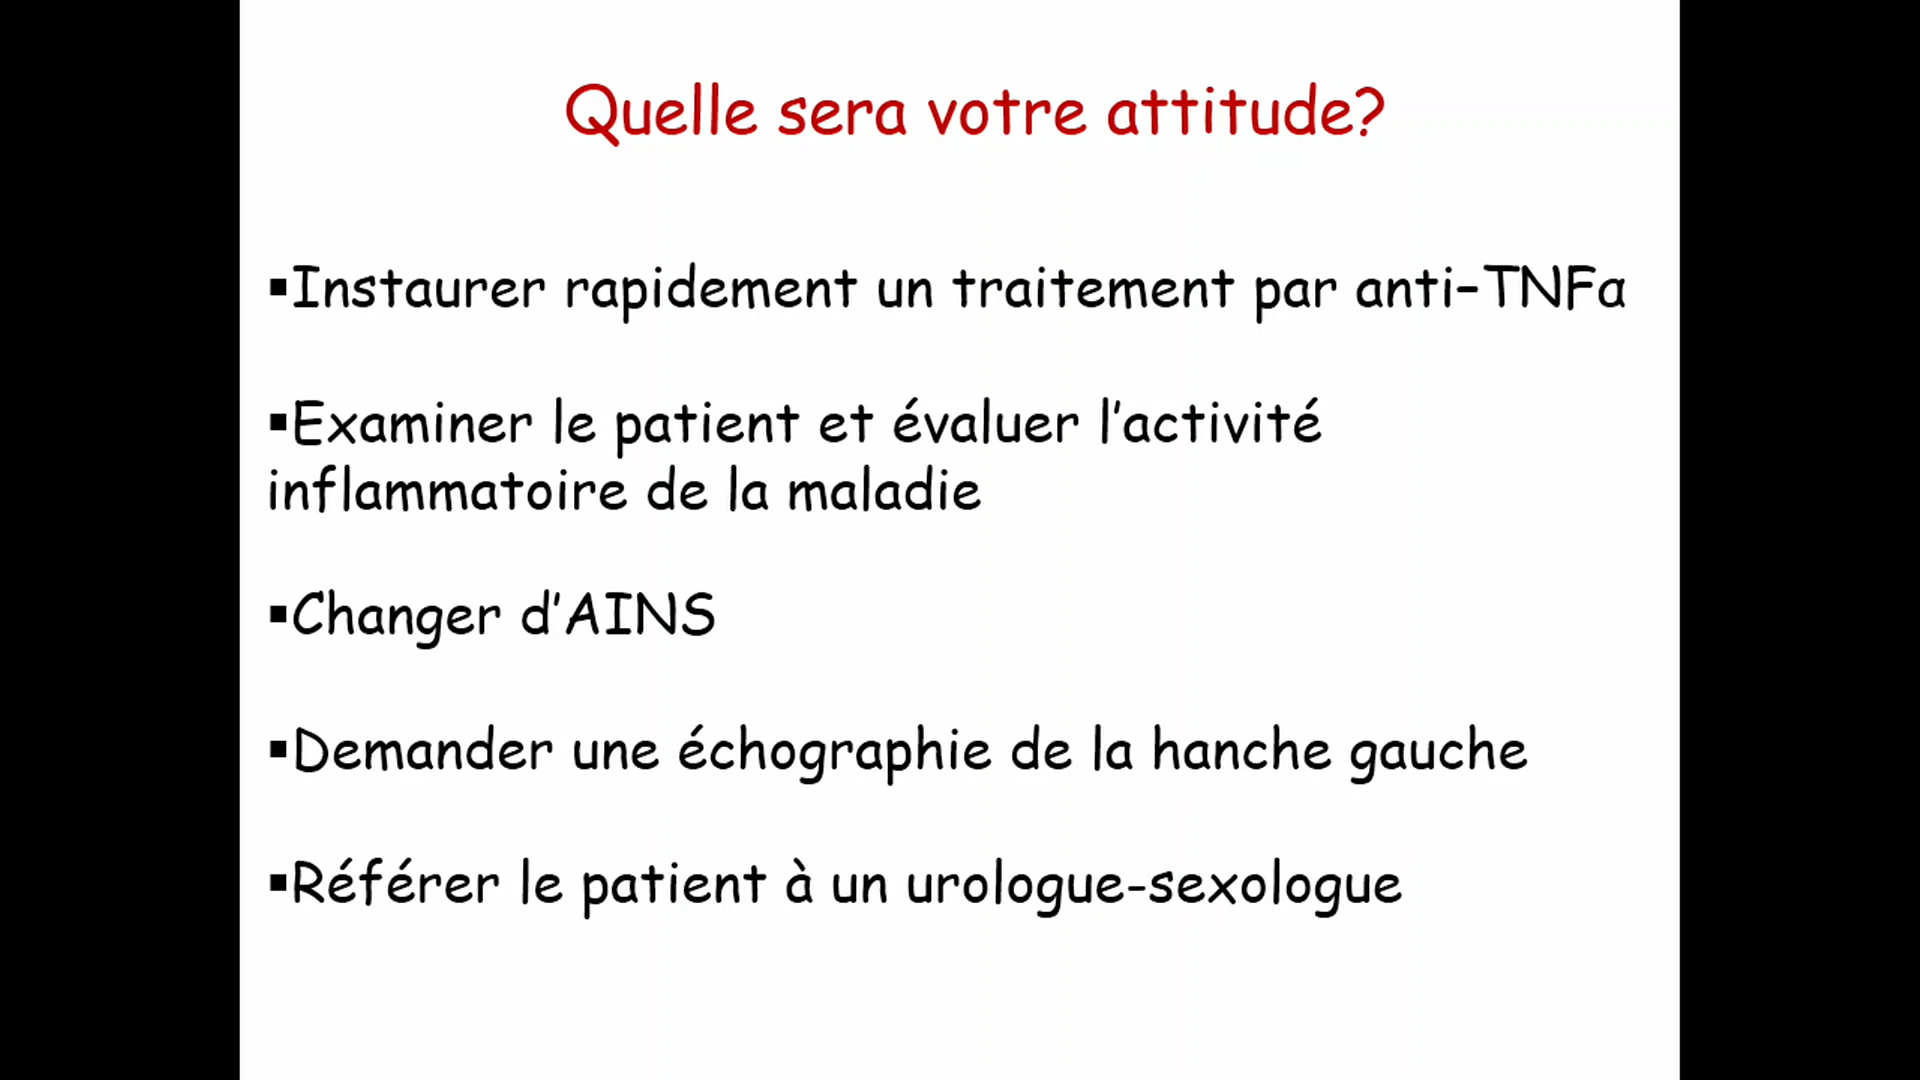 Quelle sera votre attitude?
▪Instaurer rapidement un traitement par anti-TNFα
▪Examiner le patient et évaluer l’activité
inflammatoire de la maladie
▪Changer d’AINS
▪Demander une échographie de la hanche gauche
▪Référer le patient à un urologue-sexologue